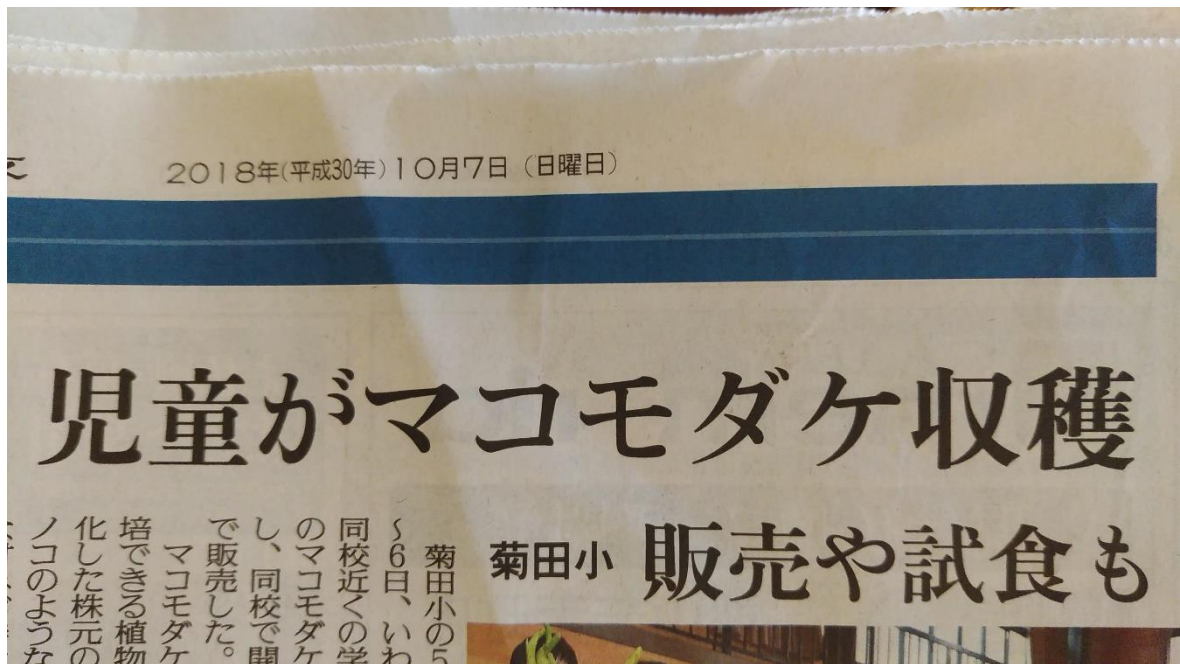 2018年(平成30年)10月7日（日曜日）
児童がマコモダケ収穫
菊田小 販売や試食も
菊田小の5
～6日、いわ
同校近くの学
のマコモダケ
し、同校で開
で販売した。
マコモダケ
培できる植物
化した株元の
ノコのような